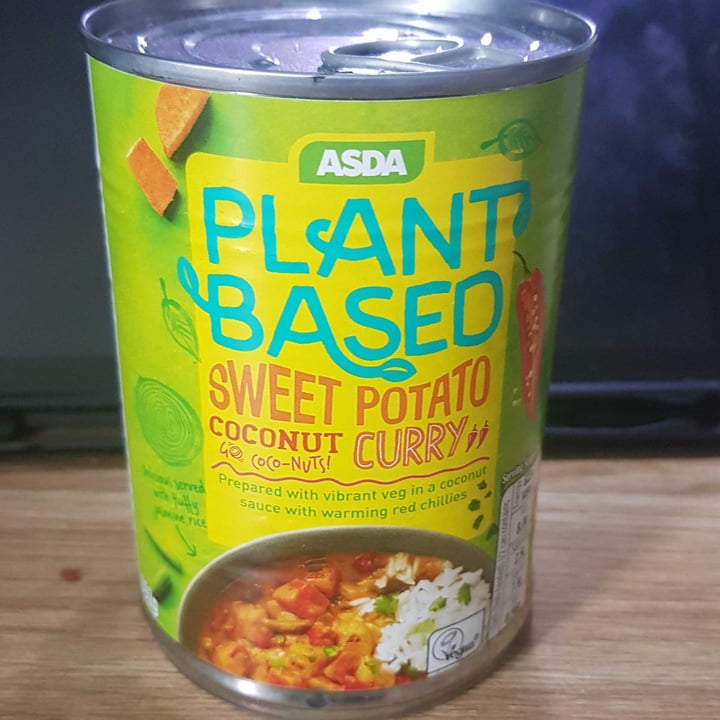 ASDA
PLANT
BASED
SWEET POTATO
COCONUT CURRY
GO COCO-NUTS!
Prepared with vibrant veg in a coconut
sauce with warming red chillies
Delicious served
with fluffy
jasmine rice
Vegan